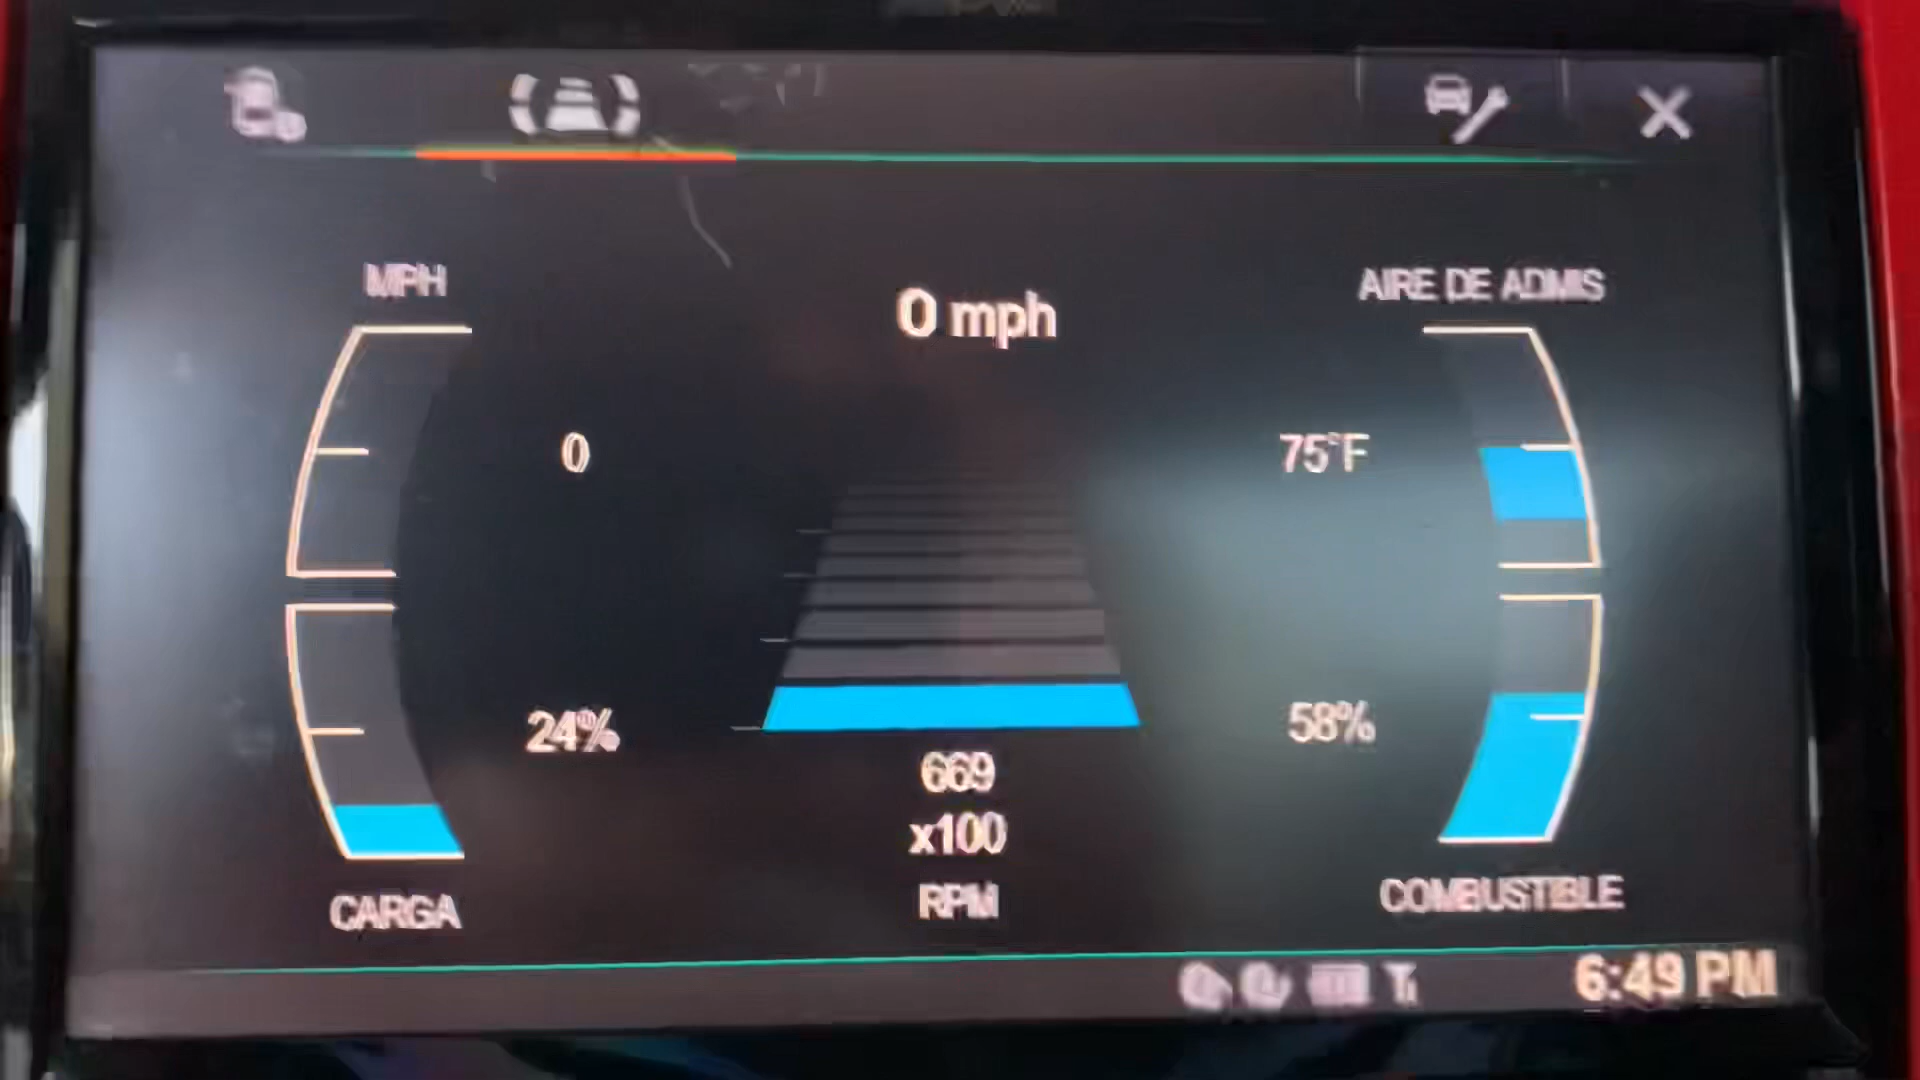 MPH
0 mph
AIRE DE ADMIS
0
75°F
24%
58%
669
x100
RPM
CARGA
COMBUSTIBLE
6:49 PM